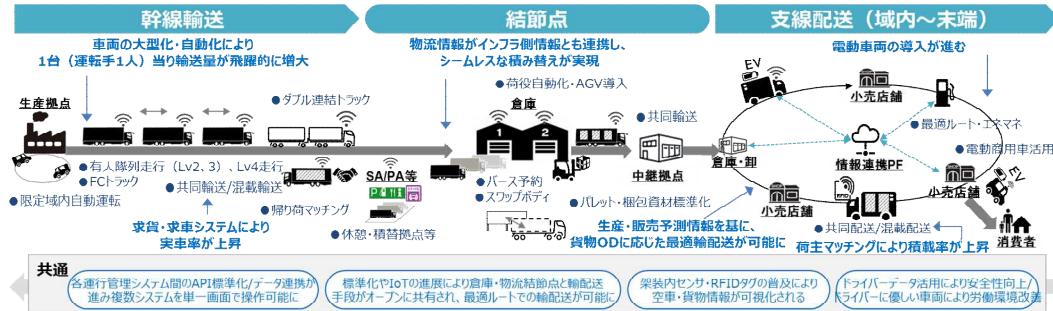 幹線輸送
結節点
支線配送（域内～末端）
車両の大型化・自動化により
1台（運転手1人）当り輸送量が飛躍的に増大
物流情報がインフラ側情報とも連携し、
シームレスな積み替えが実現
電動車両の導入が進む
生産拠点
●ダブル連結トラック
●有人隊列走行（Lv2、3）、Lv4走行
●FCトラック
●共同輸送/混載輸送
●限定域内自動運転
●帰り荷マッチング
SA/PA等
●休憩・積替拠点等
求貨・求車システムにより
実車率が上昇
●荷役自動化・AGV導入
倉庫
1
2
●バース予約
●スワップボディ
●共同輸送
中継拠点
●パレット・梱包資材標準化
生産・販売予測情報を基に、
貨物ODに応じた最適輸配送が可能に
EV
小売店舗
●最適ルート・エネマネ
倉庫・卸
情報連携PF
●電動商用車活用
小売店舗
EV
小売店舗
RFID
●共同配送/混載配送
荷主マッチングにより積載率が上昇
消費者
共通
各運行管理システム間のAPI標準化/データ連携が
進み複数システムを単一画面で操作可能に
標準化やIoTの進展により倉庫・物流結節点と輸配送
手段がオープンに共有され、最適ルートでの輸配送が可能に
架装内センサ・RFIDタグの普及により
空車・貨物情報が可視化される
ドライバーデータ活用により安全性向上/
ドライバーに優しい車両により労働環境改善